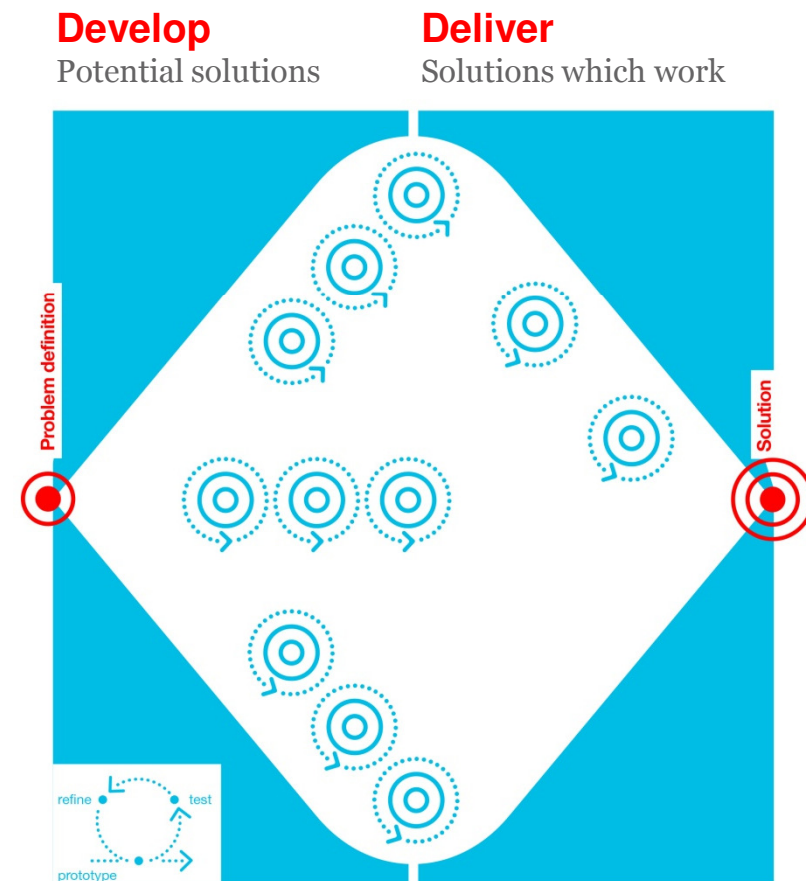 Develop
Potential solutions
Deliver
Solutions which work
Problem definition
Solution
refine
test
prototype